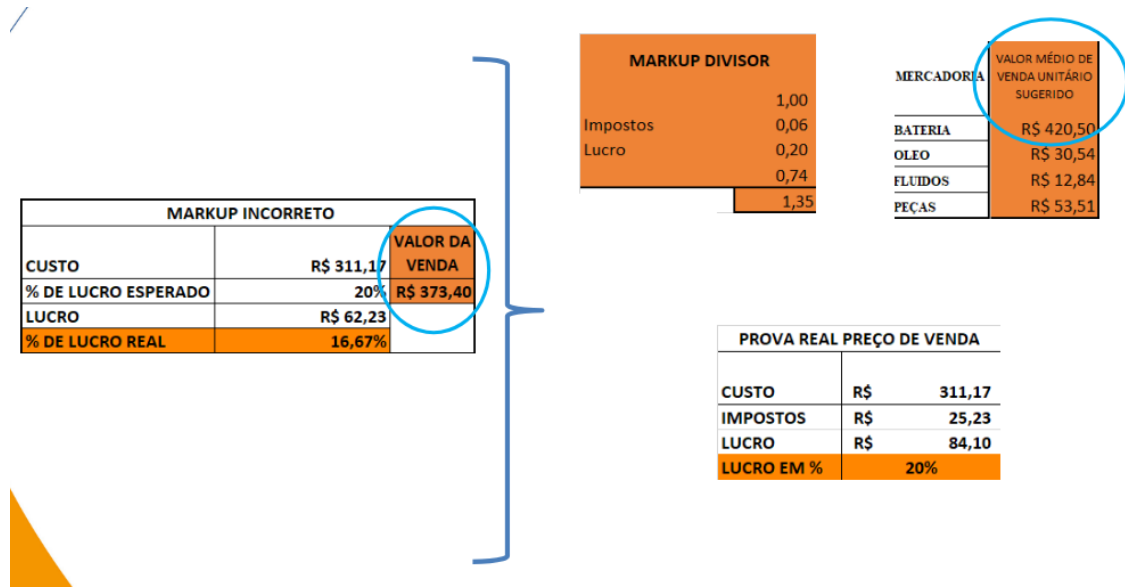 MARKUP INCORRETO
CUSTO R$ 311,17 VALOR DA VENDA
% DE LUCRO ESPERADO 20% R$ 373,40
LUCRO R$ 62,23
% DE LUCRO REAL 16,67%
MARKUP DIVISOR
1,00
Impostos 0,06
Lucro 0,20
0,74
1,35
MERCADORIA VALOR MÉDIO DE VENDA UNITÁRIO SUGERIDO
BATERIA R$ 420,50
OLEO R$ 30,54
FLUIDOS R$ 12,84
PEÇAS R$ 53,51
PROVA REAL PREÇO DE VENDA
CUSTO R$ 311,17
IMPOSTOS R$ 25,23
LUCRO R$ 84,10
LUCRO EM % 20%